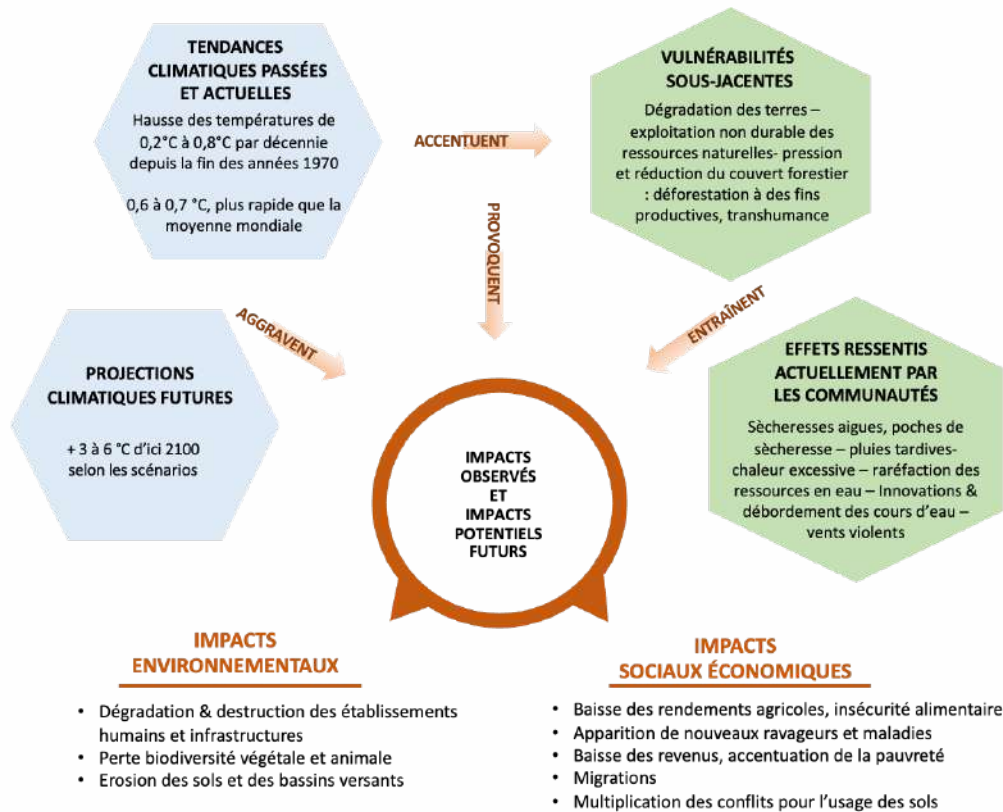 TENDANCES
CLIMATIQUES PASSÉES
ET ACTUELLES
Hausse des températures de
0,2°C à 0,8°C par décennie
depuis la fin des années 1970
0,6 à 0,7 °C, plus rapide que la
moyenne mondiale
ACCENTUENT
VULNÉRABILITÉS
SOUS-JACENTES
Dégradation des terres –
exploitation non durable des
ressources naturelles- pression
et réduction du couvert forestier
: déforestation à des fins
productives, transhumance
PROVOQUENT
AGGRAVENT
ENTRAÎNENT
PROJECTIONS
CLIMATIQUES FUTURES
+ 3 à 6 °C d'ici 2100
selon les scénarios
EFFETS RESSENTIS
ACTUELLEMENT PAR
LES COMMUNAUTÉS
Sècheresses aigues, poches de
sècheresse – pluies tardives-
chaleur excessive – raréfaction des
ressources en eau – Innovations &
débordement des cours d'eau –
vents violents
IMPACTS
OBSERVÉS
ET
IMPACTS
POTENTIELS
FUTURS
IMPACTS
ENVIRONNEMENTAUX
• Dégradation & destruction des établissements
humains et infrastructures
• Perte biodiversité végétale et animale
• Erosion des sols et des bassins versants
IMPACTS
SOCIAUX ÉCONOMIQUES
• Baisse des rendements agricoles, insécurité alimentaire
• Apparition de nouveaux ravageurs et maladies
• Baisse des revenus, accentuation de la pauvreté
• Migrations
• Multiplication des conflits pour l'usage des sols